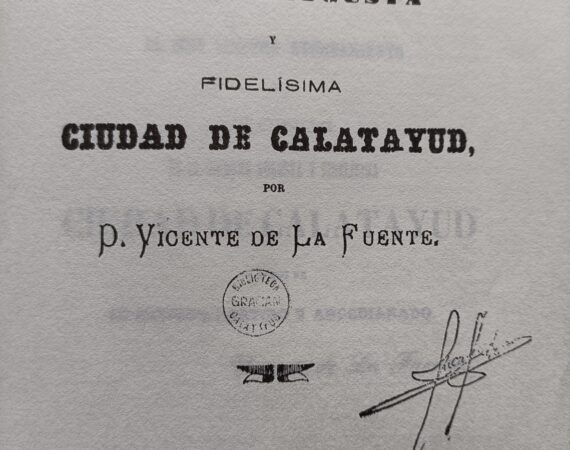 Y
FIDELÍSIMA
CIUDAD DE CALATAYUD,
POR
D. VICENTE DE LA FUENTE.
BIBLIOTECA
GRACIAN
CALATAYUD